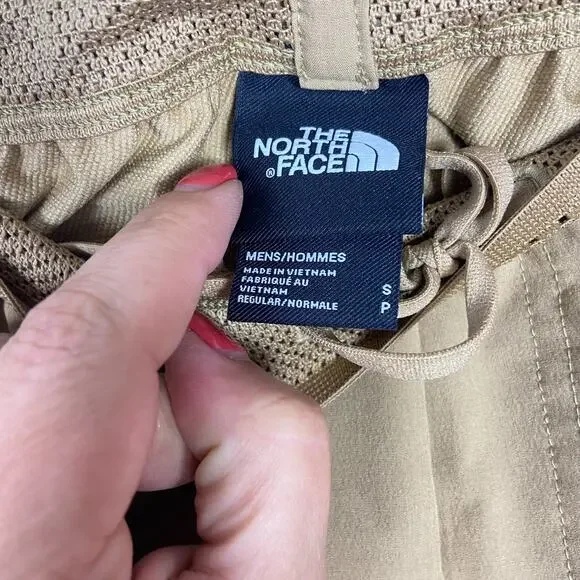 THE
NORTH
FACE
®
MENS/HOMMES
MADE IN VIETNAM
FABRIQUÉ AU
VIETNAM
REGULAR/NORMALE
S
P